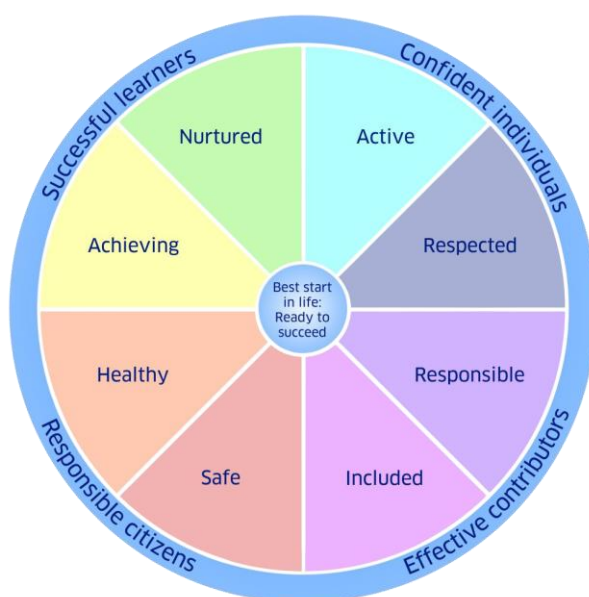 Successful learners
Confident individuals
Nurtured
Active
Achieving
Respected
Best start
in life:
Ready to
succeed
Healthy
Responsible
Safe
Included
Responsible citizens
Effective contributors